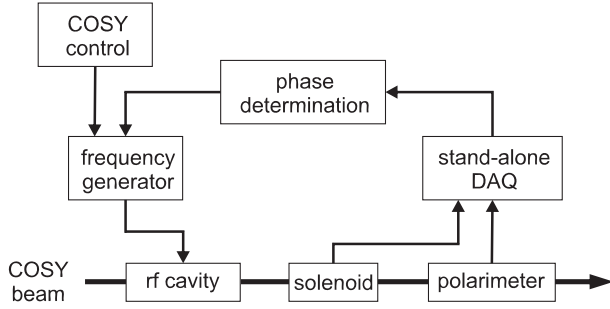 COSY
control
phase
determination
frequency
generator
stand-alone
DAQ
COSY
beam
rf cavity
solenoid
polarimeter